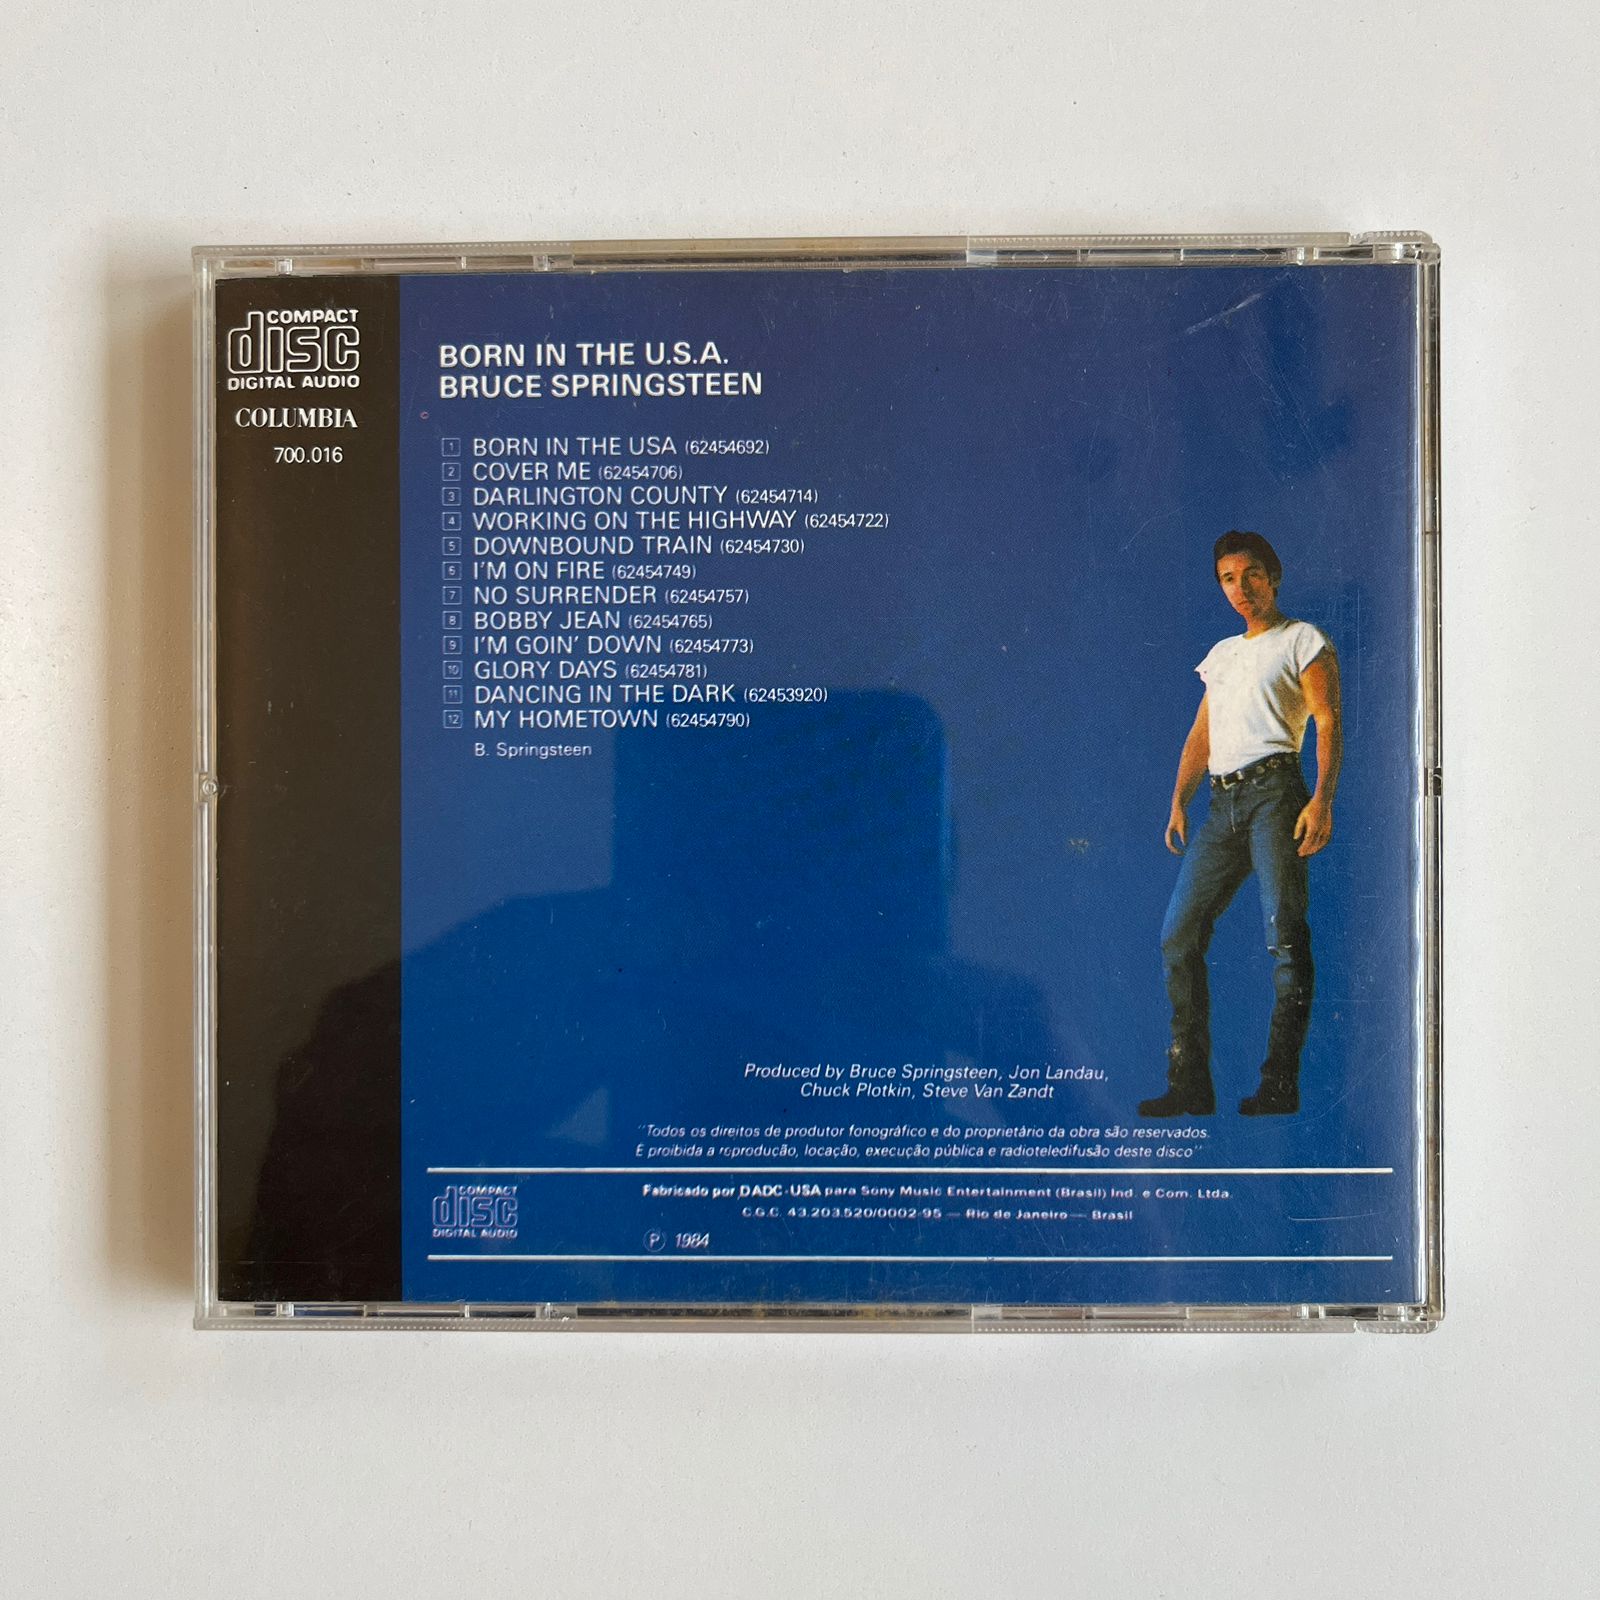 COMPACT
disc
DIGITAL AUDIO
COLUMBIA
700.016
BORN IN THE U.S.A.
BRUCE SPRINGSTEEN
1 BORN IN THE USA (62454692)
2 COVER ME (62454706)
3 DARLINGTON COUNTY (62454714)
4 WORKING ON THE HIGHWAY (62454722)
5 DOWNBOUND TRAIN (62454730)
6 I'M ON FIRE (62454749)
7 NO SURRENDER (62454757)
8 BOBBY JEAN (62454765)
9 I'M GOIN' DOWN (62454773)
10 GLORY DAYS (62454781)
11 DANCING IN THE DARK (62453920)
12 MY HOMETOWN (62454790)
B. Springsteen
Produced by Bruce Springsteen, Jon Landau,
Chuck Plotkin, Steve Van Zandt
"Todos os direitos de produtor fonográfico e do proprietário da obra são reservados.
É proibida a reprodução, locação, execução pública e radioteledifusão deste disco"
COMPACT
disc
DIGITAL AUDIO
Fabricado por DADC-USA para Sony Music Entertainment (Brasil) Ind. e Com. Ltda.
C.G.C. 43.203.520/0002-95 — Rio de Janeiro — Brasil
℗ 1984